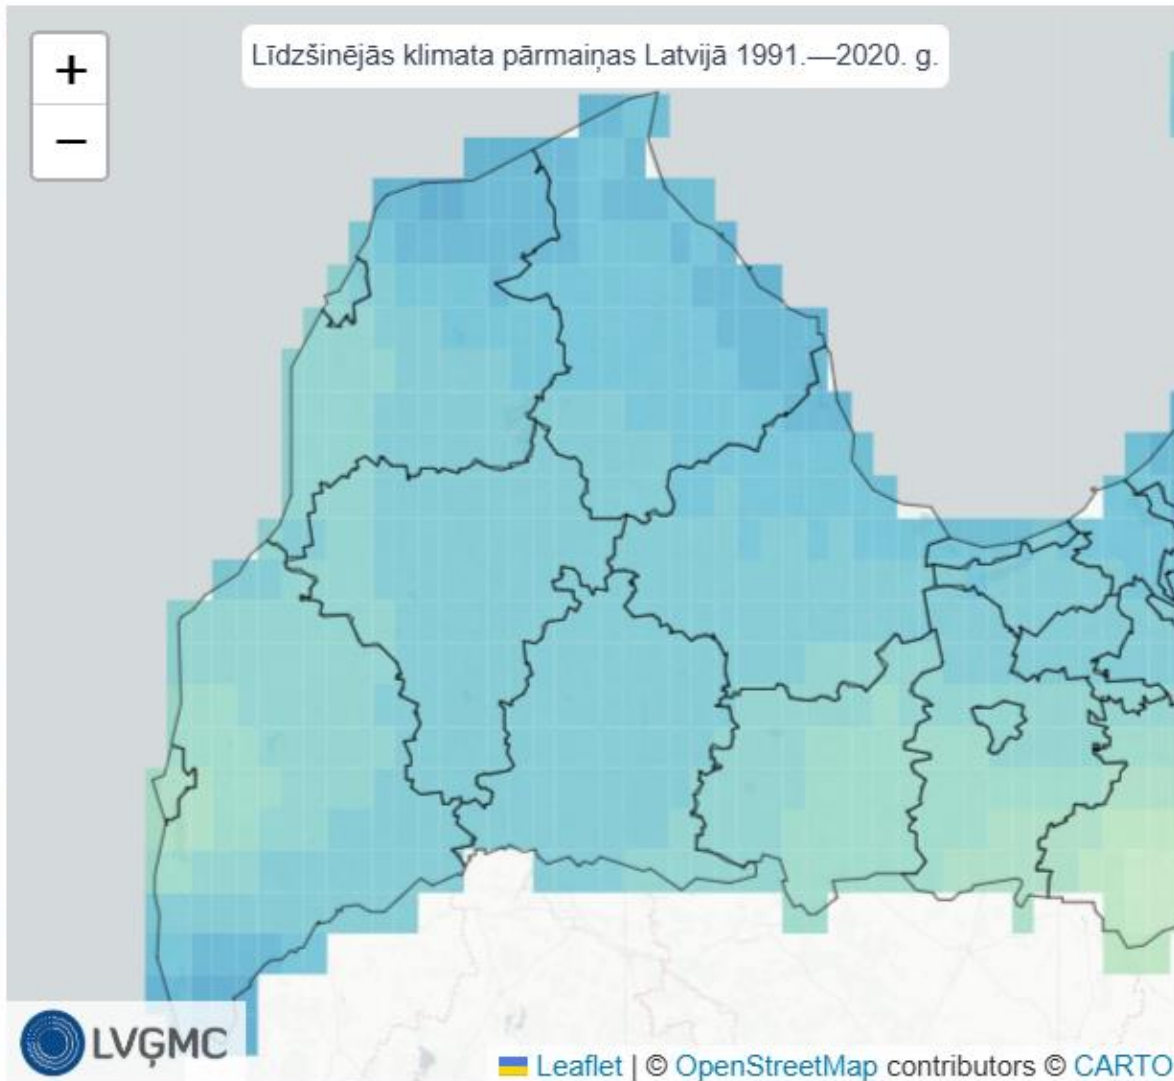 +
Līdzšinējās klimata pārmaiņas Latvijā 1991.—2020. g.
−
LVĢMC
Leaflet | © OpenStreetMap contributors © CARTO